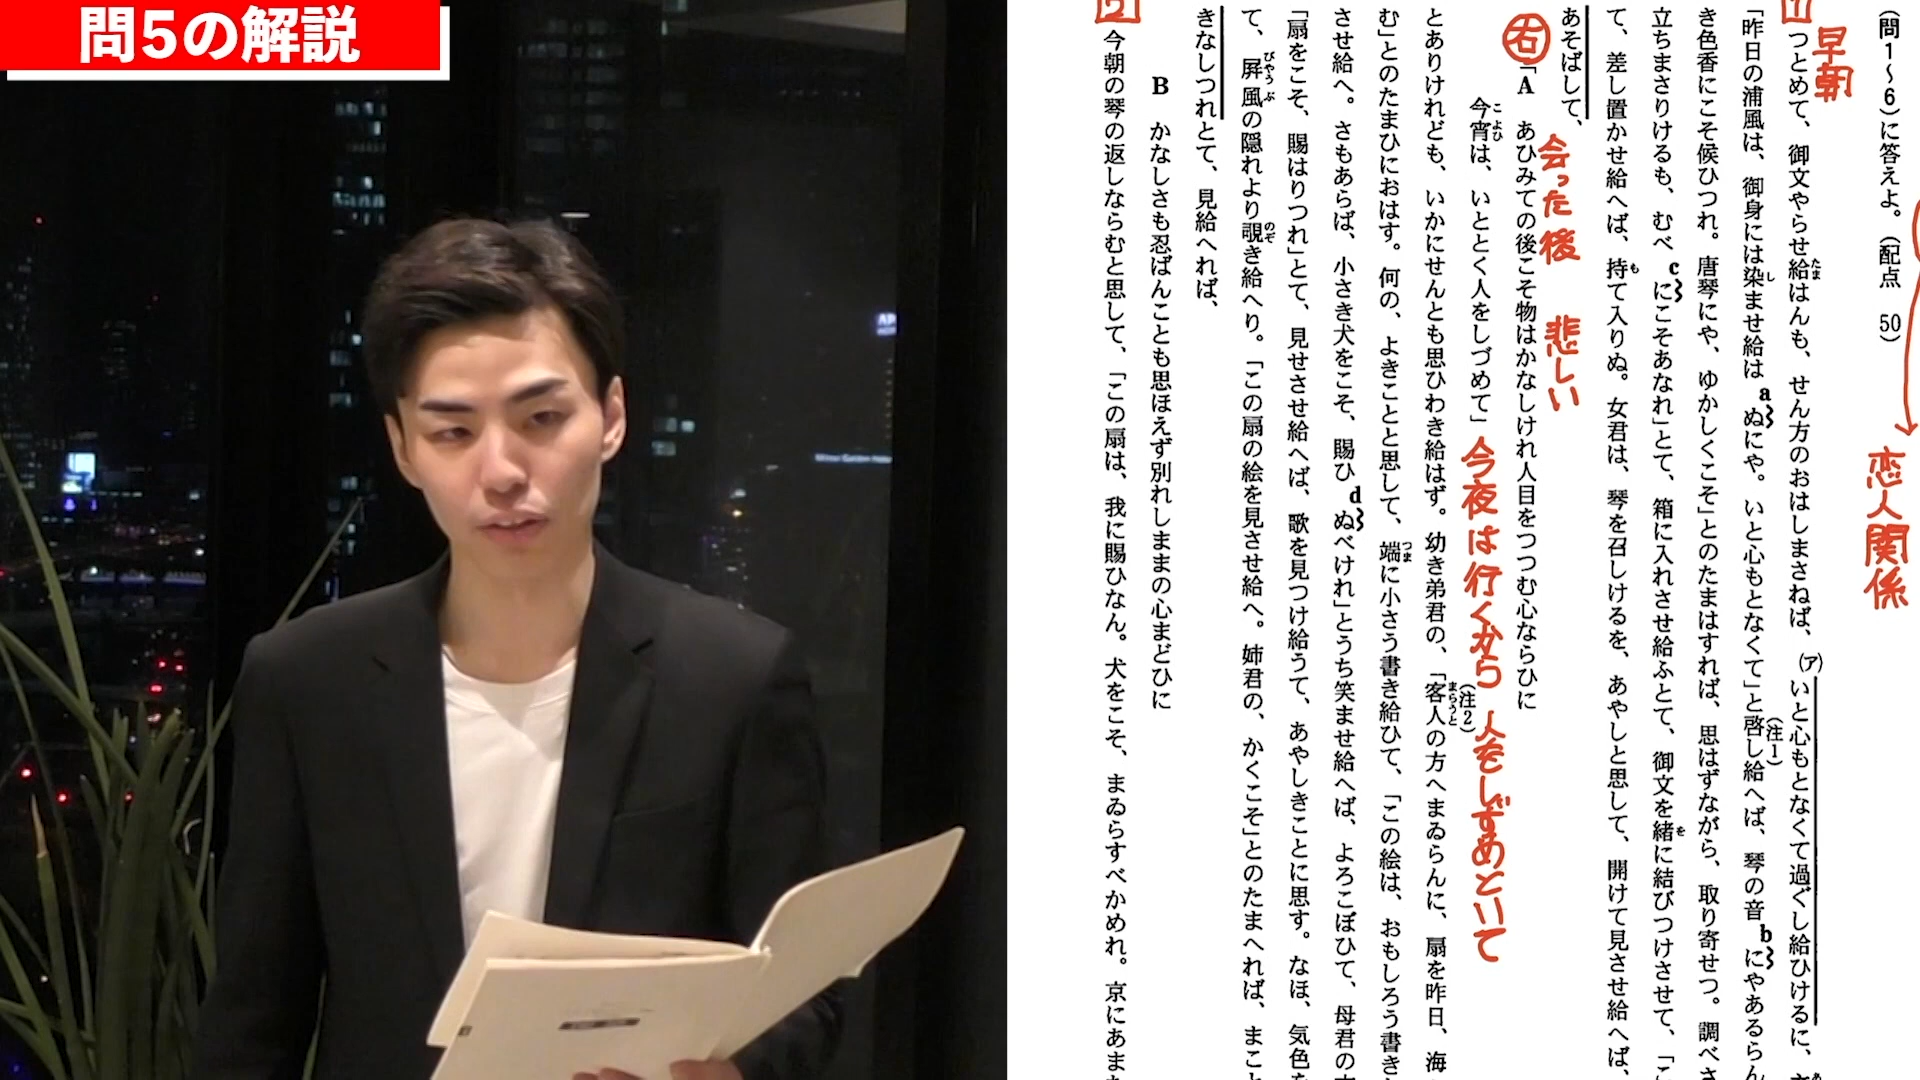 問5の解説
(問1～6)に答えよ。(配点 50)
恋人関係
早朝
つとめて、御文やらせ給はんも、せん方のおはしまさねば、(ア)いと心もとなくて過ぐし給ひけるに、
たま
「昨日の浦風は、御身には染ませ給は a ぬにや。いと心もとなくて」と啓し給へば、琴の音 b にやあるらん
し
(注1)
き色香にこそ候ひつれ。唐琴にや、ゆかしくこそ」とのたまはすれば、思はずながら、取り寄せつ。調べさ
立ちまさりけるも、むべ c にこそあなれ」とて、箱に入れさせ給ふとて、御文を緒に結びつけさせて、「こ
を
て、差し置かせ給へば、持て入りぬ。女君は、琴を召しけるを、あやしと思して、開けて見させ給へば、
も
あそばして、
会った後 悲しい
右
「A あひみての後こそ物はかなしけれ人目をつつむ心ならひに
今宵は、いととく人をしづめて」
こよひ
今夜は行くから 人をしずめといて
とありけれども、いかにせんとも思ひわき給はず。幼き弟君の、「客人の方へまゐらんに、扇を昨日、海
まらうと
(注2)
む」とのたまひにおはす。何の、よきことと思して、端に小さう書き給ひて、「この絵は、おもしろう書き
つま
させ給へ。さもあらば、小さき犬をこそ、賜ひ d ぬべけれ」とうち笑ませ給へば、よろこぼひて、母君の
「扇をこそ、賜はりつれ」とて、見せさせ給へば、歌を見つけ給うて、あやしきことに思す。なほ、気色を
て、屏風の隠れより覗き給へり。「この扇の絵を見させ給へ。姉君の、かくこそ」とのたまへれば、まこと
びやうぶ
のぞ
きなしつれとて、見給へれば、
B かなしさも忍ばんことも思ほえず別れしままの心まどひに
今朝の琴の返しならむと思して、「この扇は、我に賜ひなん。犬をこそ、まゐらすべかめれ。京にあまた